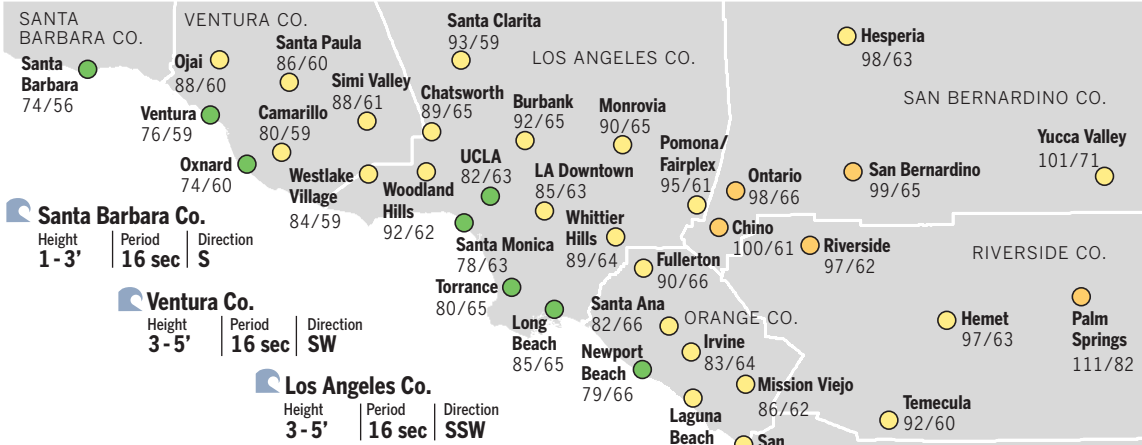 SANTA
BARBARA CO.
VENTURA CO.
LOS ANGELES CO.
SAN BERNARDINO CO.
RIVERSIDE CO.
ORANGE CO.
Santa
Barbara
74/56
Ojai
88/60
Santa Paula
86/60
Simi Valley
88/61
Ventura
76/59
Camarillo
80/59
Oxnard
74/60
Westlake
Village
84/59
Santa Clarita
93/59
Chatsworth
89/65
Burbank
92/65
Monrovia
90/65
Woodland
Hills
92/62
UCLA
82/63
LA Downtown
85/63
Pomona/
Fairplex
95/61
Whittier
Hills
89/64
Santa Monica
78/63
Torrance
80/65
Long
Beach
85/65
Hesperia
98/63
Yucca Valley
101/71
Ontario
98/66
San Bernardino
99/65
Chino
100/61
Riverside
97/62
Fullerton
90/66
Santa Ana
82/66
Irvine
83/64
Newport
Beach
79/66
Mission Viejo
86/62
Laguna
Beach
San
Hemet
97/63
Palm
Springs
111/82
Temecula
92/60
Santa Barbara Co.
Height Period Direction
1-3’ 16 sec S
Ventura Co.
Height Period Direction
3-5’ 16 sec SW
Los Angeles Co.
Height Period Direction
3-5’ 16 sec SSW